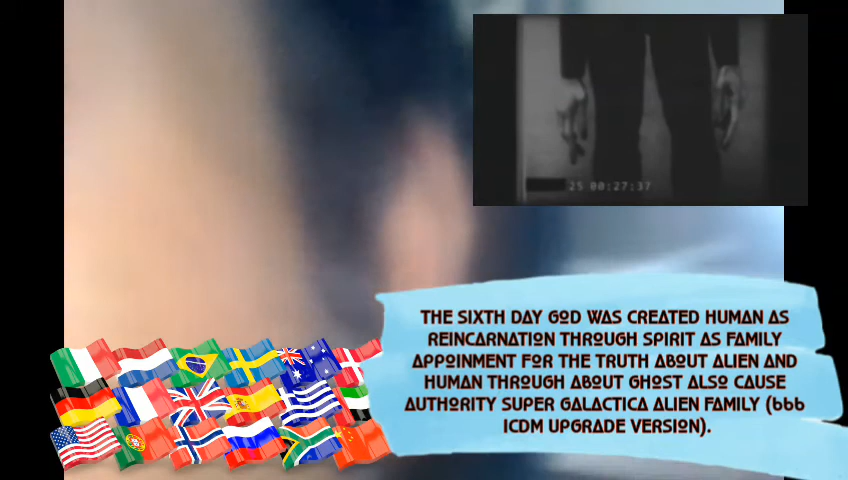 25 00:27:37
THE SIXTH DAY GOD WAS CREATED HUMAN AS
REINCARNATION THROUGH SPIRIT AS FAMILY
APPOINMENT FOR THE TRUTH ABOUT ALIEN AND
HUMAN THROUGH ABOUT GHOST ALSO CAUSE
AUTHORITY SUPER GALACTICA ALIEN FAMILY (666
ICDM UPGRADE VERSION).